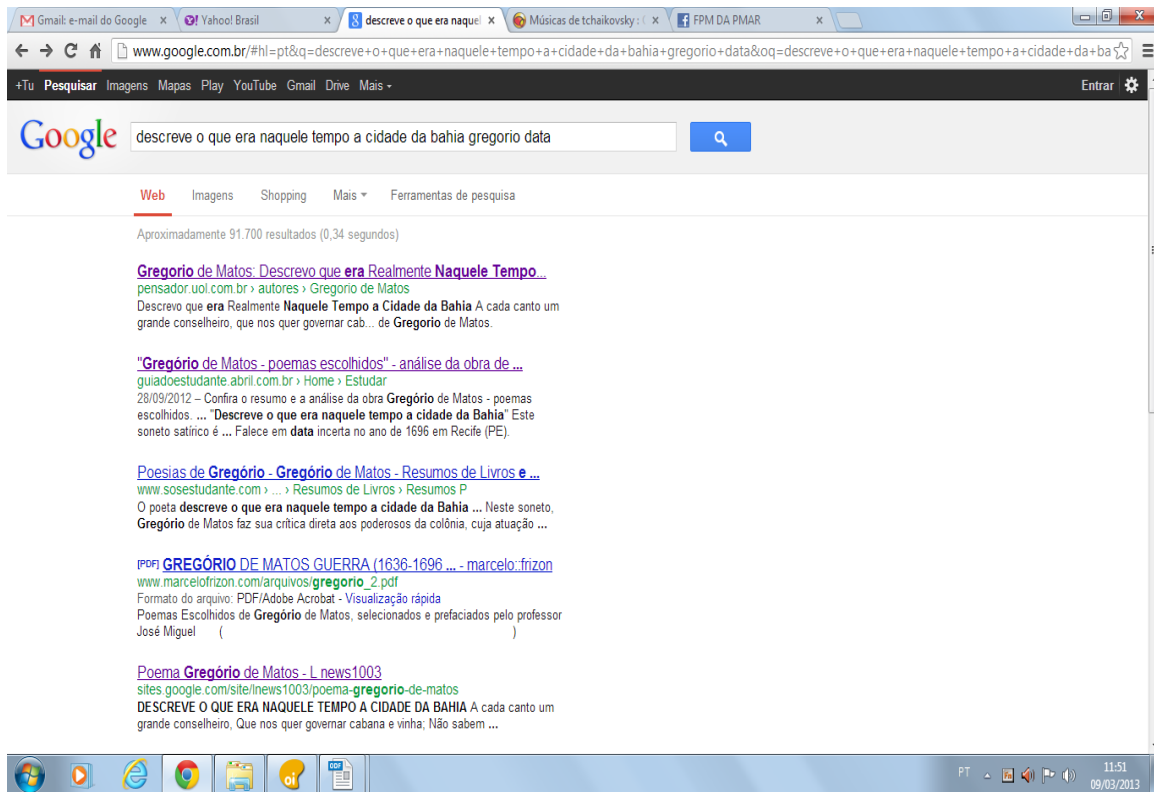 Gmail: e-mail do Google x Yahoo! Brasil x descreve o que era naquel x Músicas de tchaikovsky : ( x FPM DA PMAR x
www.google.com.br/#hl=pt&q=descreve+o+que+era+naquele+tempo+a+cidade+da+bahia+gregorio+data&oq=descreve+o+que+era+naquele+tempo+a+cidade+da+ba
+Tu Pesquisar Imagens Mapas Play YouTube Gmail Drive Mais Entrar
Google descreve o que era naquele tempo a cidade da bahia gregorio data
Web Imagens Shopping Mais Ferramentas de pesquisa
Aproximadamente 91.700 resultados (0,34 segundos)
Gregorio de Matos: Descrevo que era Realmente Naquele Tempo...
pensador.uol.com.br › autores › Gregorio de Matos
Descrevo que era Realmente Naquele Tempo a Cidade da Bahia A cada canto um
grande conselheiro, que nos quer governar cab... de Gregorio de Matos.
"Gregório de Matos - poemas escolhidos" - análise da obra de ...
guiadoestudante.abril.com.br › Home › Estudar
28/09/2012 – Confira o resumo e a análise da obra Gregório de Matos - poemas
escolhidos. ... "Descreve o que era naquele tempo a cidade da Bahia" Este
soneto satírico é ... Falece em data incerta no ano de 1696 em Recife (PE).
Poesias de Gregório - Gregório de Matos - Resumos de Livros e ...
www.sosestudante.com › ... › Resumos de Livros › Resumos P
O poeta descreve o que era naquele tempo a cidade da Bahia ... Neste soneto,
Gregório de Matos faz sua crítica direta aos poderosos da colônia, cuja atuação ...
[PDF] GREGÓRIO DE MATOS GUERRA (1636-1696 ... - marcelo::frizon
www.marcelofrizon.com/arquivos/gregorio_2.pdf
Formato do arquivo: PDF/Adobe Acrobat - Visualização rápida
Poemas Escolhidos de Gregório de Matos, selecionados e prefaciados pelo professor
José Miguel ( )
Poema Gregório de Matos - L news1003
sites.google.com/site/lnews1003/poema-gregorio-de-matos
DESCREVE O QUE ERA NAQUELE TEMPO A CIDADE DA BAHIA A cada canto um
grande conselheiro, Que nos quer governar cabana e vinha; Não sabem ...
oi PDF PT 11:51
09/03/2013